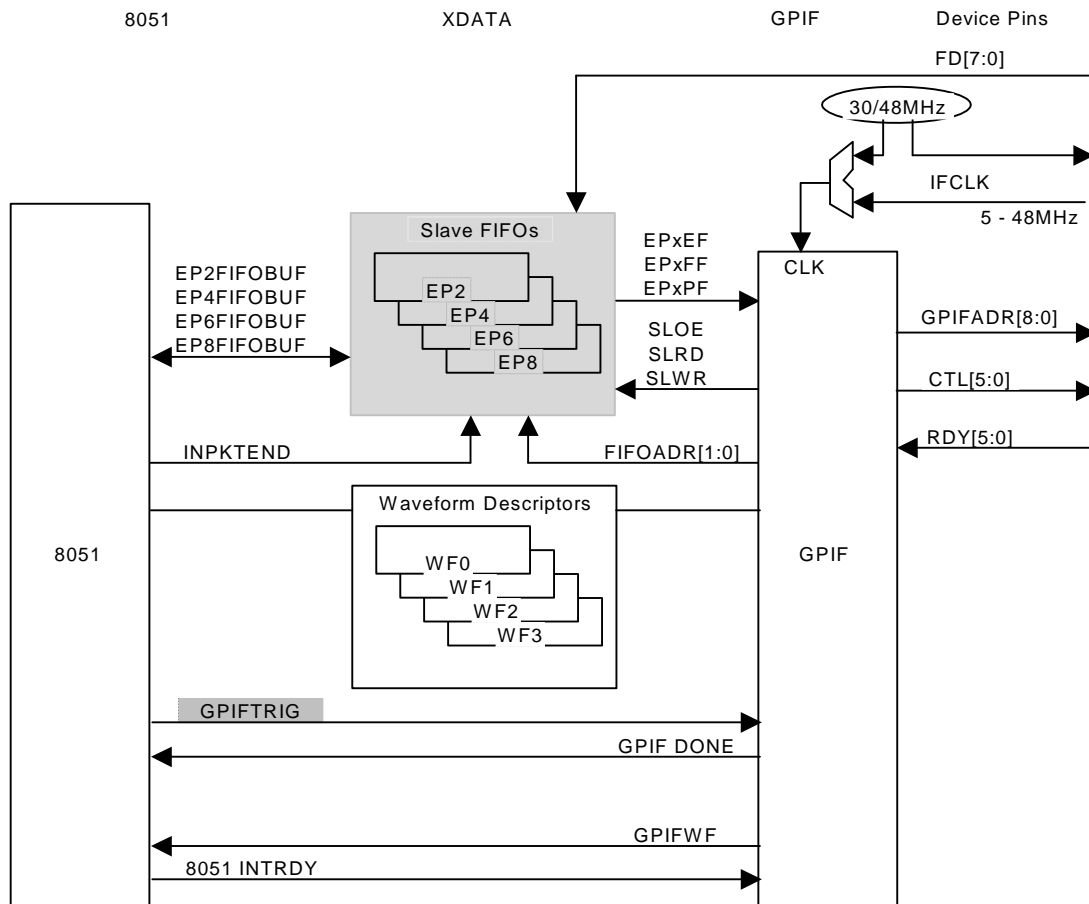 8051
XDATA
GPIF
Device Pins
FD[7:0]
30/48MHz
IFCLK
5 - 48MHz
Slave FIFOs
EP2
EP4
EP6
EP8
EP2FIFOBUF
EP4FIFOBUF
EP6FIFOBUF
EP8FIFOBUF
EPxEF
EPxFF
EPxPF
SLOE
SLRD
SLWR
CLK
GPIFADR[8:0]
CTL[5:0]
RDY[5:0]
INPKTEND
FIFOADR[1:0]
Waveform Descriptors
WF0
WF1
WF2
WF3
8051
GPIF
GPIFTRIG
GPIF DONE
GPIFWF
8051 INTRDY